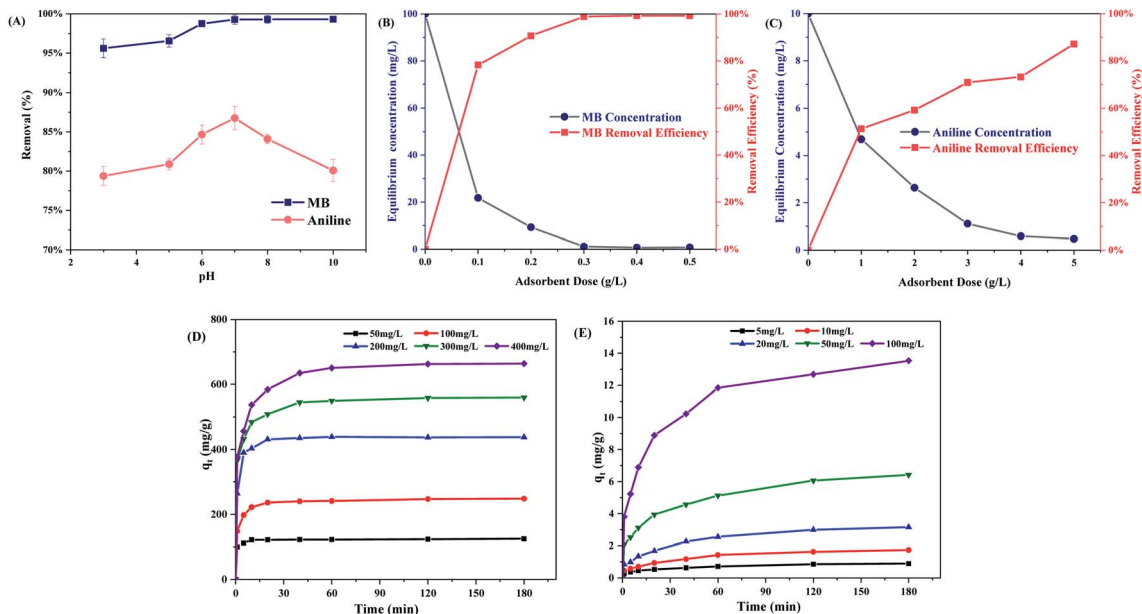 (A)
100%
95%
90%
85%
80%
75%
70%
Removal (%)
MB
Aniline
2
4
6
8
10
pH
(B)
100
80
60
40
20
0
Equilibrium concentration (mg/L)
MB Concentration
MB Removal Efficiency
100%
80%
60%
40%
20%
0%
Removal Efficiency (%)
0.0
0.1
0.2
0.3
0.4
0.5
Adsorbent Dose (g/L)
(C)
10
8
6
4
2
0
Equilibrium Concentration (mg/L)
Aniline Concentration
Aniline Removal Efficiency
100%
80%
60%
40%
20%
0%
Removal Efficiency (%)
0
1
2
3
4
5
Adsorbent Dose (g/L)
(D)
800
600
400
200
0
qt (mg/g)
50mg/L
100mg/L
200mg/L
300mg/L
400mg/L
0
30
60
90
120
150
180
Time (min)
(E)
16
14
12
10
8
6
4
2
0
qt (mg/g)
5mg/L
10mg/L
20mg/L
50mg/L
100mg/L
0
30
60
90
120
150
180
Time (min)